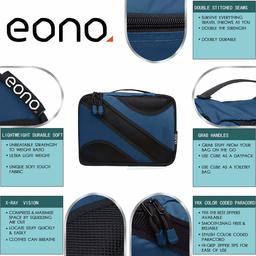 eono
DOUBLE STITCHED SEAMS
• SURVIVE EVERYTHING
TRAVEL THROWS AT YOU
• DOUBLE THE STRENGTH
• DOUBLY DURABLE
eono
LIGHTWEIGHT DURABLE SOFT
• UNBEATABLE STRENGTH
TO WEIGHT RATIO
• ULTRA LIGHT WEIGHT
• UNIQUE SOFT TOUCH
FABRIC
GRAB HANDLES
• GRAB STUFF FROM YOUR
BAG ON THE GO
• USE CUBE AS A DAYPACK
• USE CUBE AS A TOILETRY
BAG
X-RAY VISION
• COMPRESS & MAXIMISE
SPACE BY SQUEEZING
AIR OUT
• LOCATE STUFF QUICKLY
& EASILY
• CLOTHES CAN BREATHE
YKK COLOR CODED PARACORD
• YKK THE BEST ZIPPERS
AVAILABLE
• SMOOTH, SNAG FREE &
RELIABLE
• STYLISH COLOR CODED
PARACORD
• HI-GRIP ZIPPER TIPS FOR
EASE OF USE